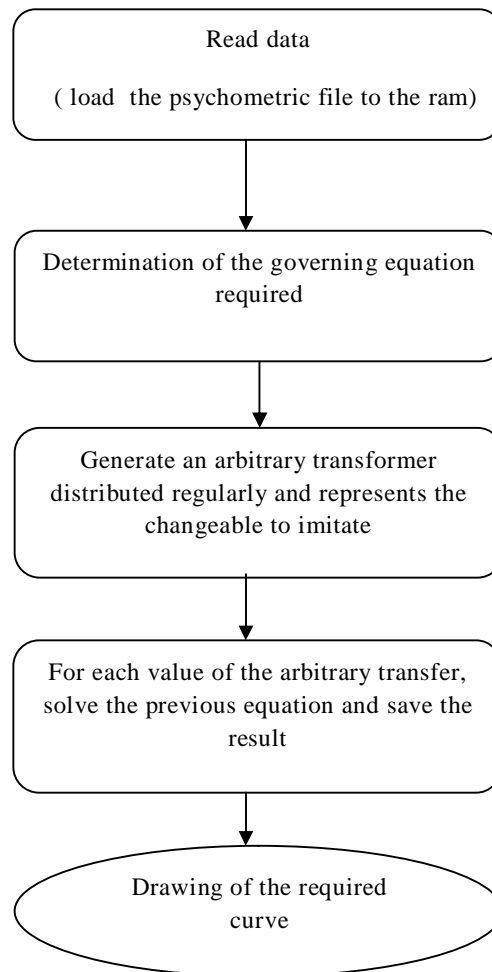 Read data
( load the psychometric file to the ram)
Determination of the governing equation
required
Generate an arbitrary transformer
distributed regularly and represents the
changeable to imitate
For each value of the arbitrary transfer,
solve the previous equation and save the
result
Drawing of the required
curve